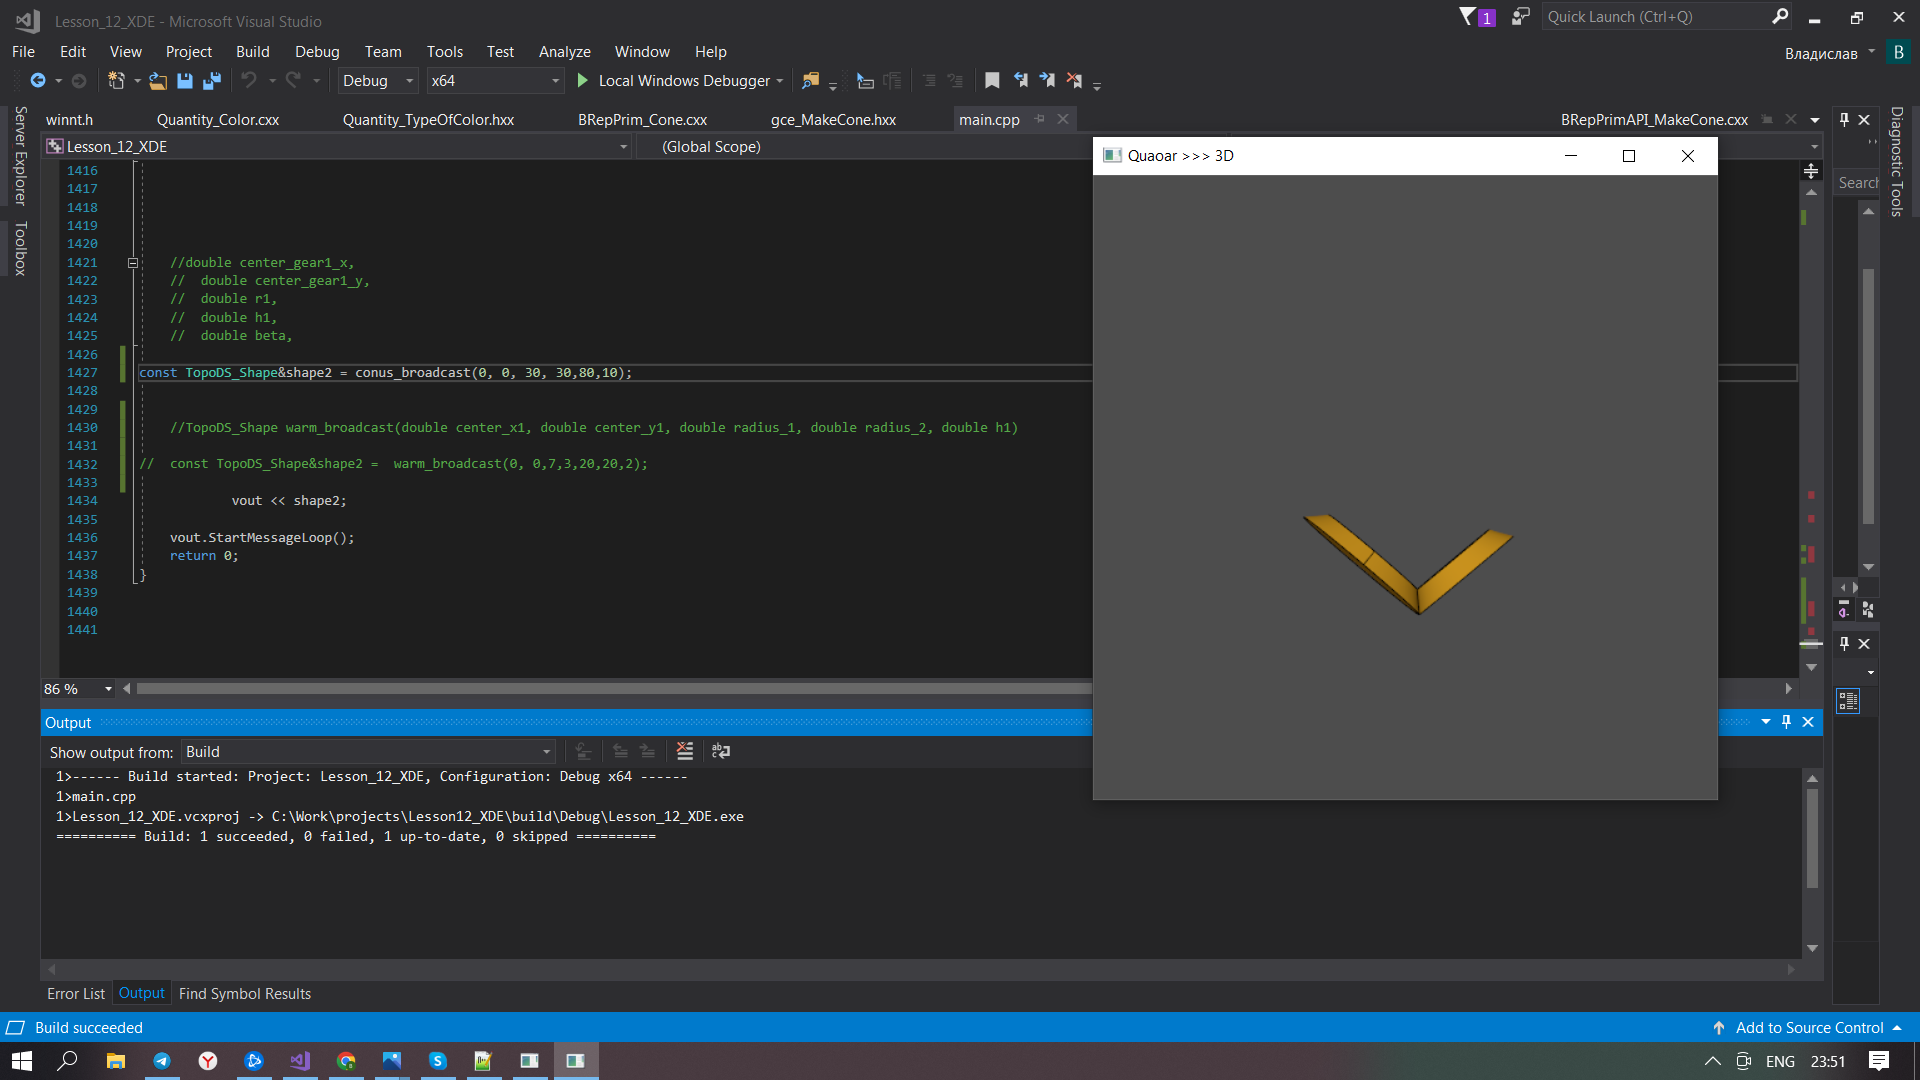 Lesson_12_XDE - Microsoft Visual Studio
1
Quick Launch (Ctrl+Q)
File Edit View Project Build Debug Team Tools Test Analyze Window Help
Владислав B
Debug x64 Local Windows Debugger
Server Explorer
Toolbox
Diagnostic Tools
winnt.h Quantity_Color.cxx Quantity_TypeOfColor.hxx BRepPrim_Cone.cxx gce_MakeCone.hxx main.cpp BRepPrimAPI_MakeCone.cxx
Lesson_12_XDE (Global Scope)
Quaoar >>> 3D
Search
1416
1417
1418
1419
1420
1421 //double center_gear1_x,
1422 // double center_gear1_y,
1423 // double r1,
1424 // double h1,
1425 // double beta,
1426
1427 const TopoDS_Shape&shape2 = conus_broadcast(0, 0, 30, 30,80,10);
1428
1429
1430 //TopoDS_Shape warm_broadcast(double center_x1, double center_y1, double radius_1, double radius_2, double h1)
1431
1432 // const TopoDS_Shape&shape2 = warm_broadcast(0, 0,7,3,20,20,2);
1433
1434 vout << shape2;
1435
1436 vout.StartMessageLoop();
1437 return 0;
1438 }
1439
1440
1441
86 %
Output
Show output from: Build
1>------ Build started: Project: Lesson_12_XDE, Configuration: Debug x64 ------
1>main.cpp
1>Lesson_12_XDE.vcxproj -> C:\Work\projects\Lesson12_XDE\build\Debug\Lesson_12_XDE.exe
========== Build: 1 succeeded, 0 failed, 1 up-to-date, 0 skipped ==========
Error List Output Find Symbol Results
Build succeeded
Add to Source Control
ENG 23:51